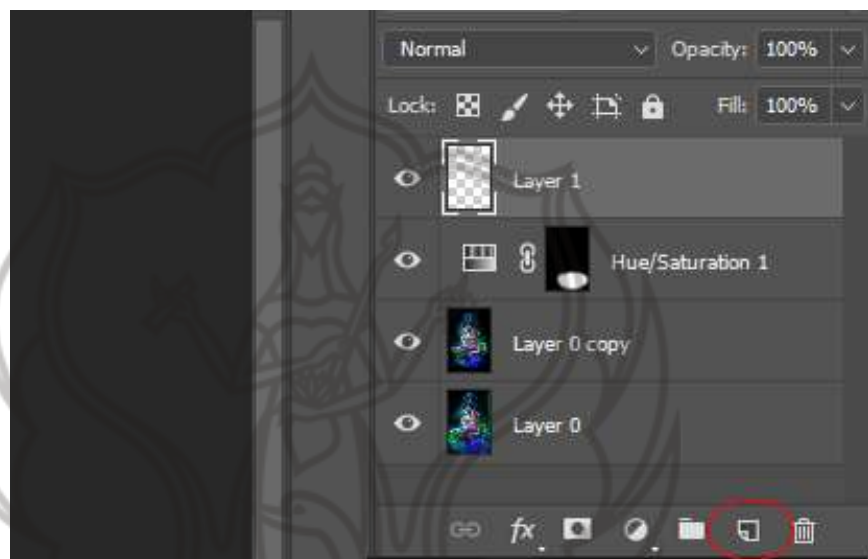 Normal Opacity: 100%
Lock: Fill: 100%
Layer 1
Hue/Saturation 1
Layer 0 copy
Layer 0
fx